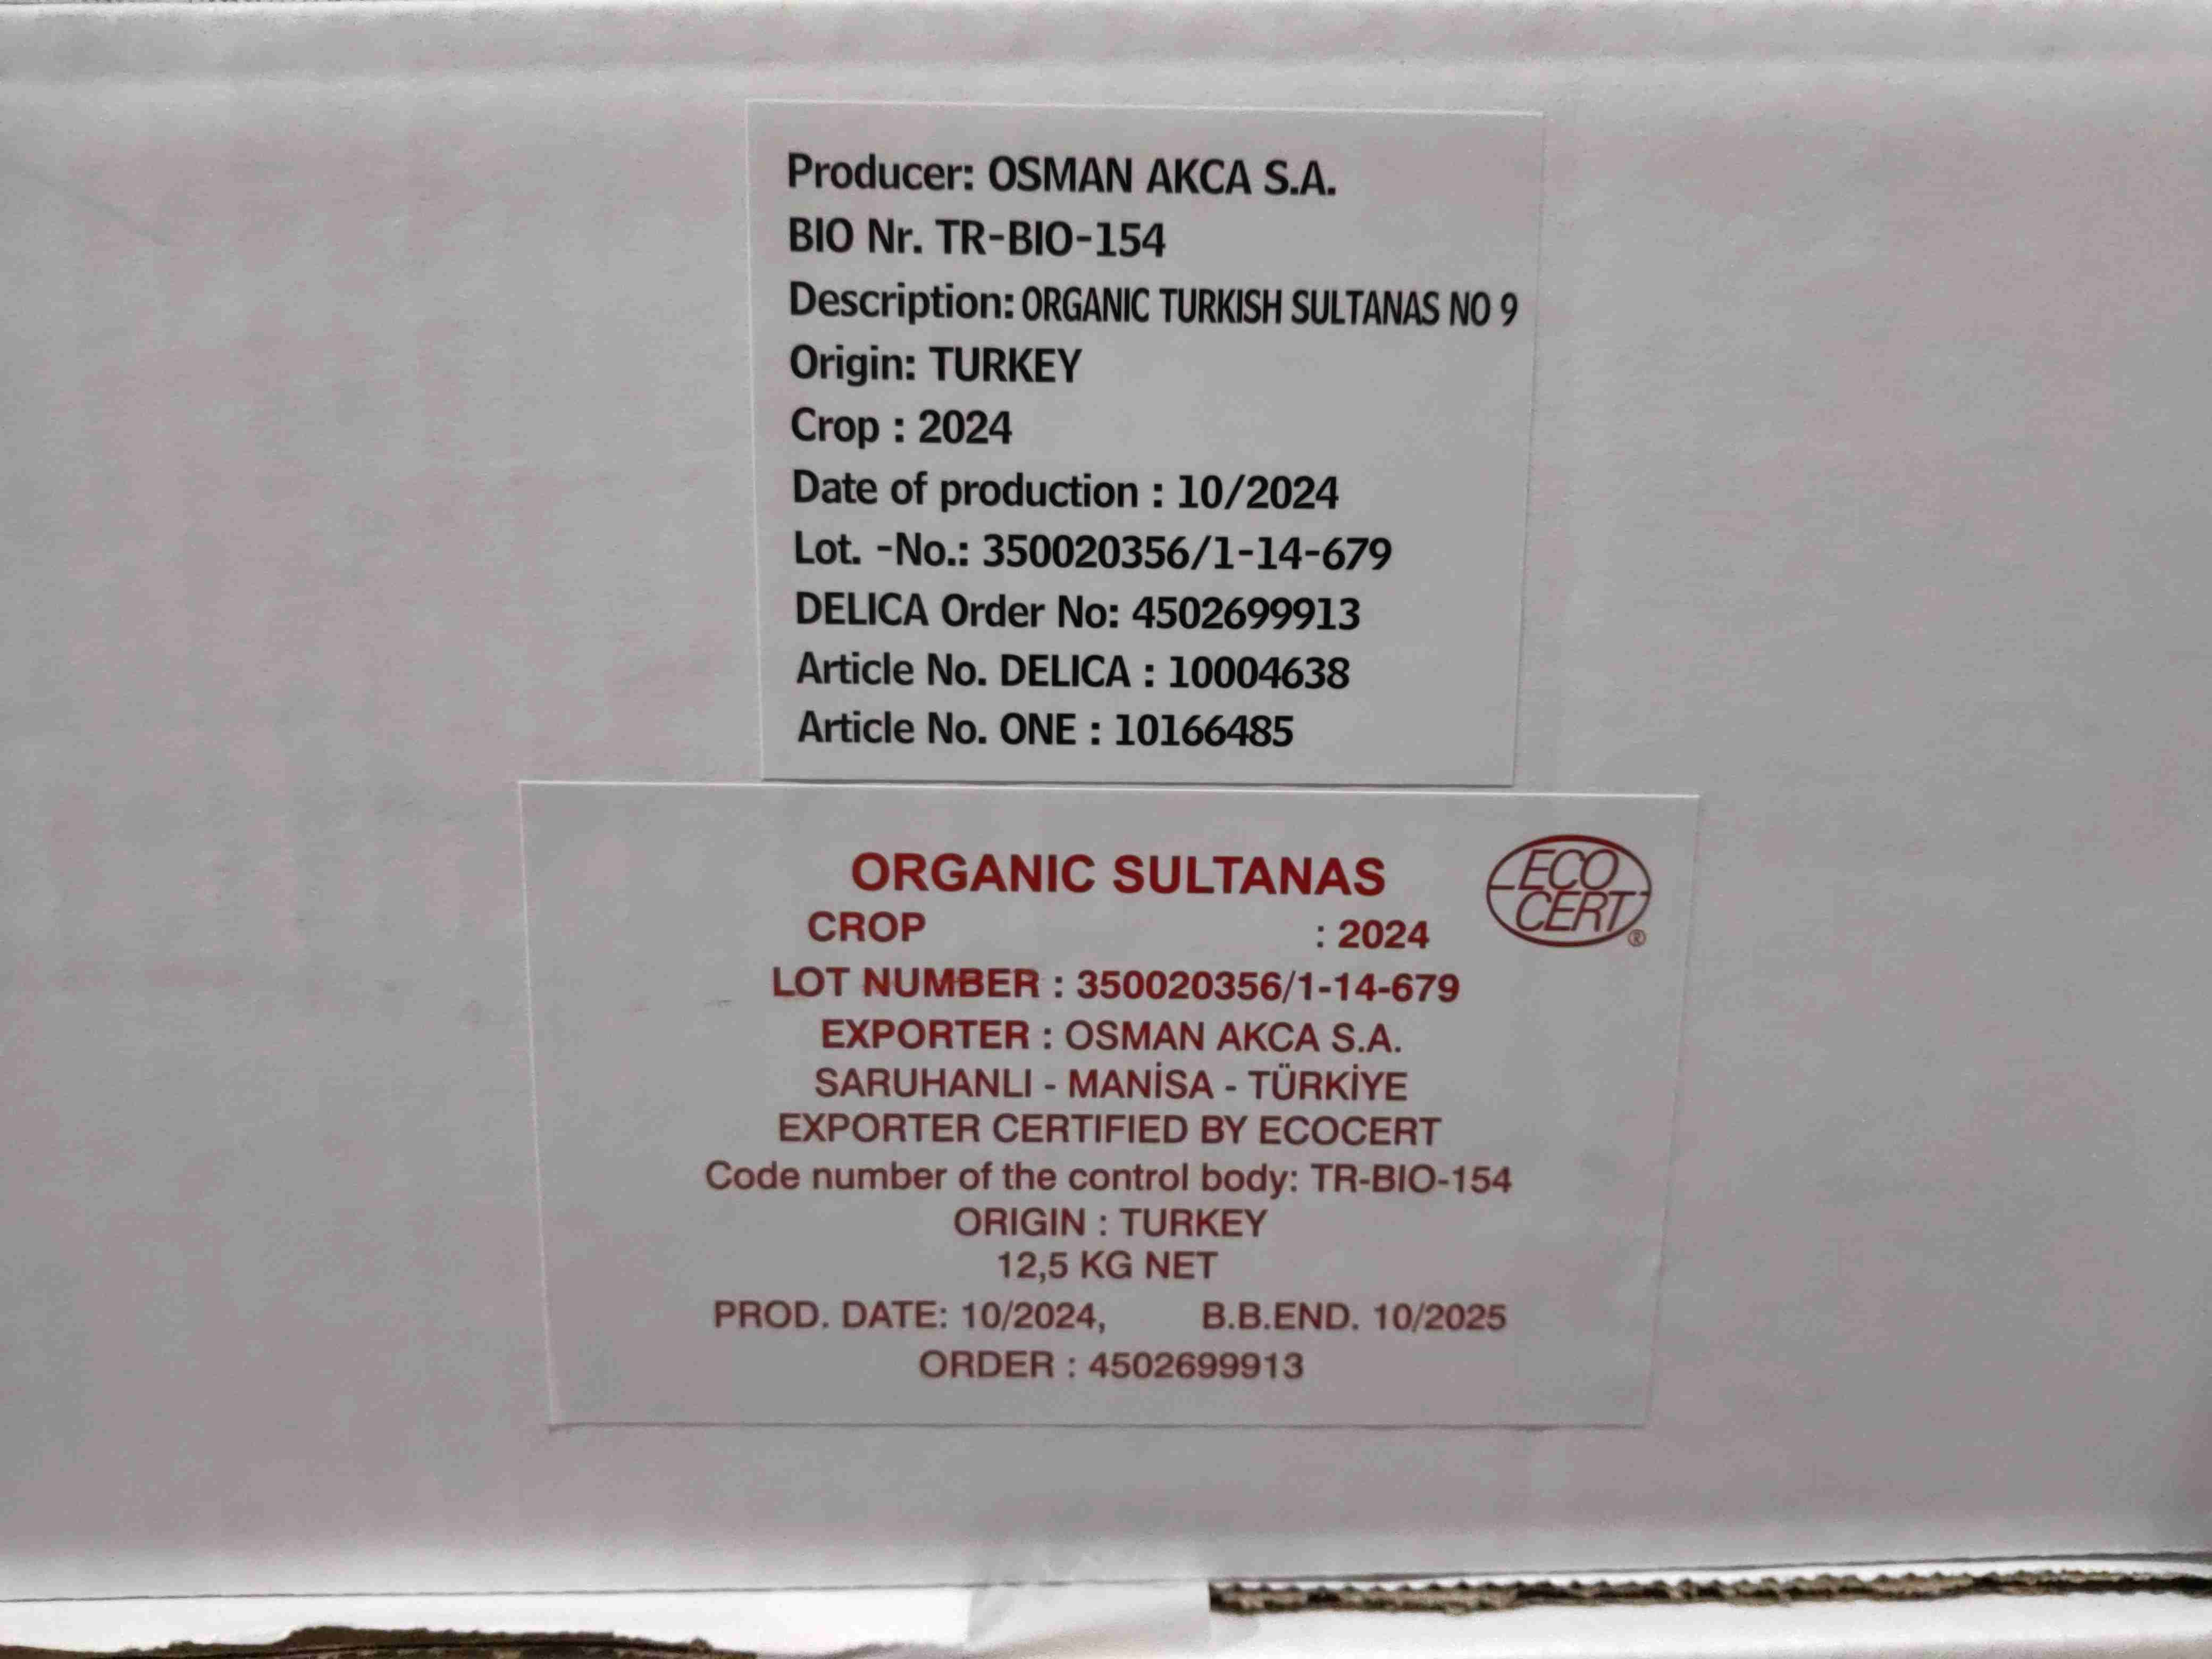 Producer: OSMAN AKCA S.A.
BIO Nr. TR-BIO-154
Description: ORGANIC TURKISH SULTANAS NO 9
Origin: TURKEY
Crop : 2024
Date of production : 10/2024
Lot. -No.: 350020356/1-14-679
DELICA Order No: 4502699913
Article No. DELICA : 10004638
Article No. ONE : 10166485
ORGANIC SULTANAS
ECO
CERT®
CROP : 2024
LOT NUMBER : 350020356/1-14-679
EXPORTER : OSMAN AKCA S.A.
SARUHANLI - MANİSA - TÜRKİYE
EXPORTER CERTIFIED BY ECOCERT
Code number of the control body: TR-BIO-154
ORIGIN : TURKEY
12,5 KG NET
PROD. DATE: 10/2024, B.B.END. 10/2025
ORDER : 4502699913